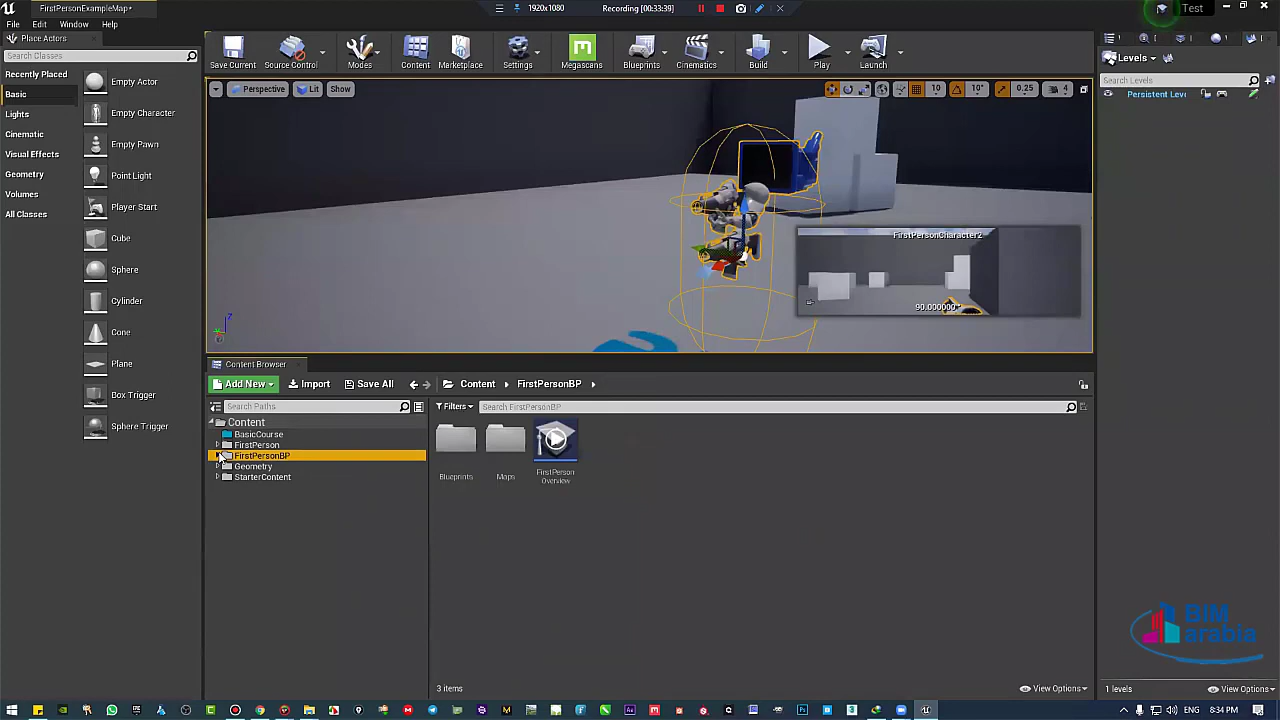 FirstPersonExampleMap*
1920x1080
Recording [00:33:39]
Test
File Edit Window Help
Place Actors
Search Classes
Recently Placed
Basic
Lights
Cinematic
Visual Effects
Geometry
Volumes
All Classes
Empty Actor
Empty Character
Empty Pawn
Point Light
Player Start
Cube
Sphere
Cylinder
Cone
Plane
Box Trigger
Sphere Trigger
Save Current
Source Control
Modes
Content
Marketplace
Settings
Megascans
Blueprints
Cinematics
Build
Play
Launch
Perspective
Lit
Show
10
10°
0.25
4
FirstPersonCharacter2
90.000000
Z
Levels
Search Levels
Persistent Leve
Content Browser
Add New
Import
Save All
Content
FirstPersonBP
Search Paths
Filters
Search FirstPersonBP
Content
BasicCourse
FirstPerson
FirstPersonBP
Geometry
StarterContent
Blueprints
Maps
FirstPerson
Overview
BIM
arabia
3 items
View Options
1 levels
View Options
ENG
8:34 PM